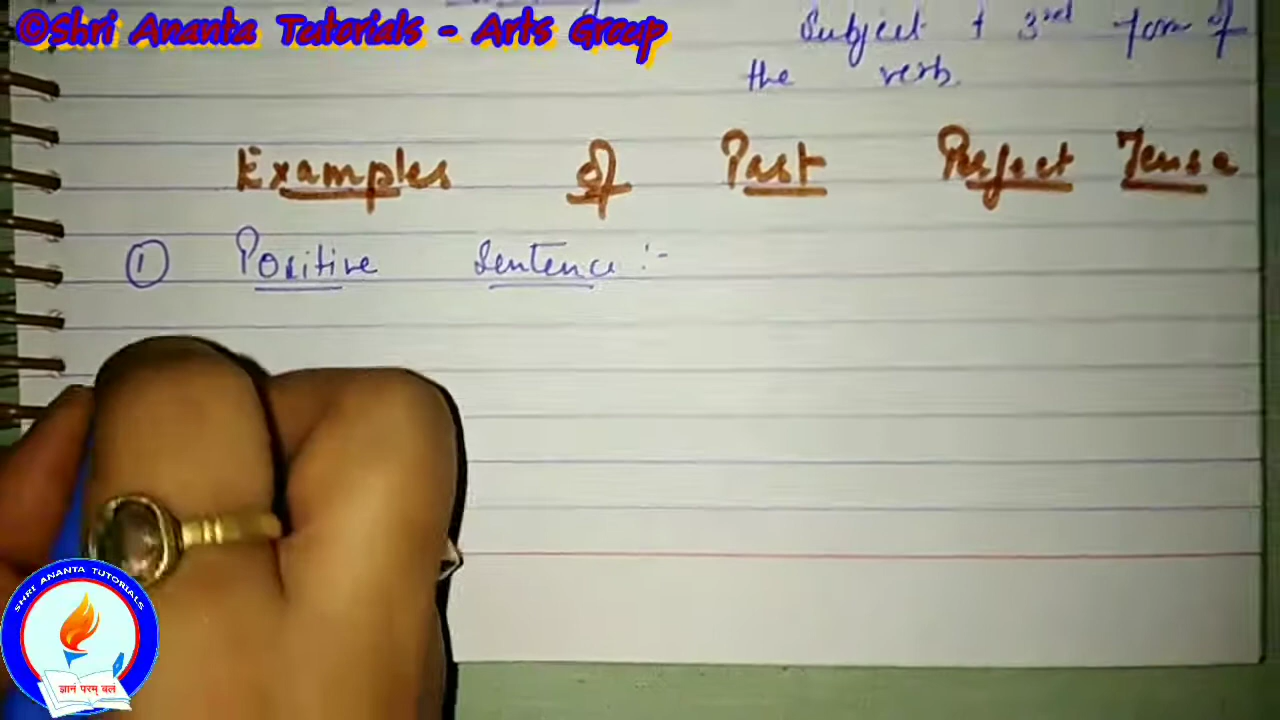 ©Shri Ananta Tutorials - Arts Group
Subject + 3rd form of
the verb
Examples of Past Perfect Tense
① Positive Sentence :-
SHRI ANANTA TUTORIALS
ज्ञानं परम् बलं